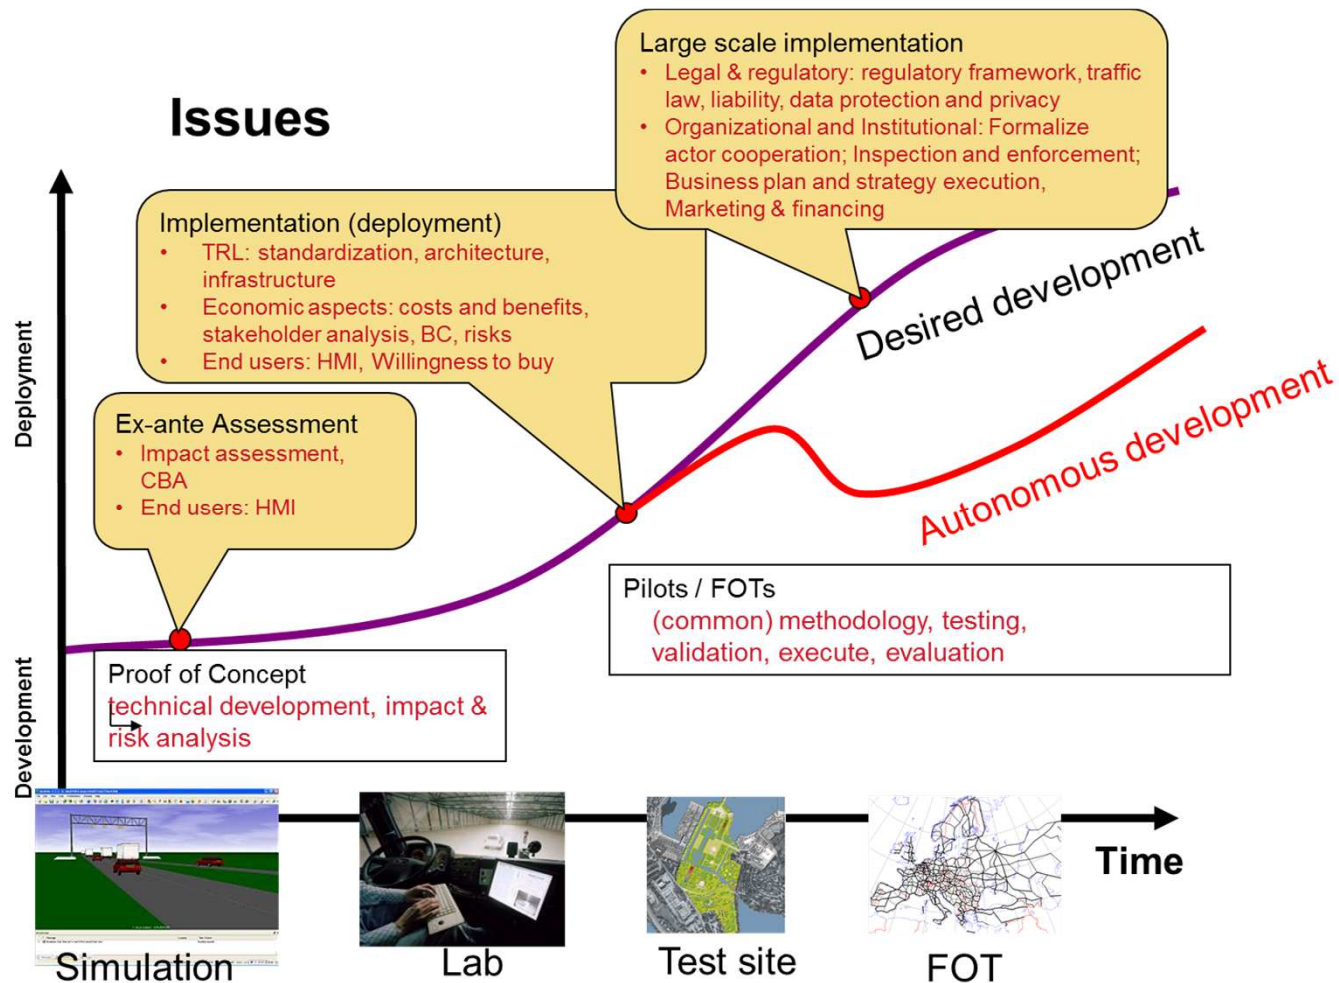 Issues
Large scale implementation
• Legal & regulatory: regulatory framework, traffic
law, liability, data protection and privacy
• Organizational and Institutional: Formalize
actor cooperation; Inspection and enforcement;
Business plan and strategy execution,
Marketing & financing
Implementation (deployment)
• TRL: standardization, architecture,
infrastructure
• Economic aspects: costs and benefits,
stakeholder analysis, BC, risks
• End users: HMI, Willingness to buy
Ex-ante Assessment
• Impact assessment,
CBA
• End users: HMI
Desired development
Autonomous development
Deployment
Development
Pilots / FOTs
(common) methodology, testing,
validation, execute, evaluation
Proof of Concept
technical development, impact &
risk analysis
Time
Simulation
Lab
Test site
FOT